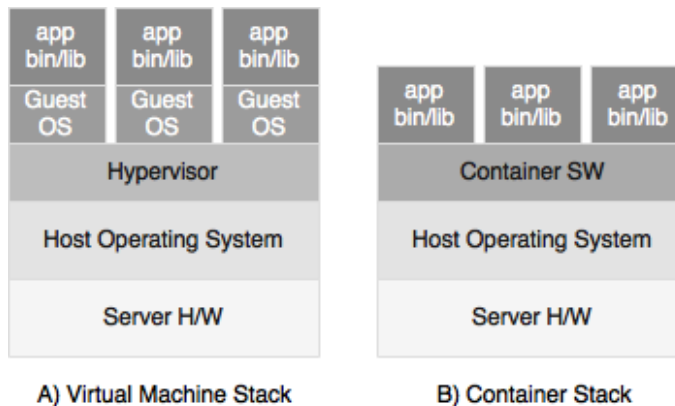 app
bin/lib
app
bin/lib
app
bin/lib
Guest
OS
Guest
OS
Guest
OS
Hypervisor
Host Operating System
Server H/W
A) Virtual Machine Stack
app
bin/lib
app
bin/lib
app
bin/lib
Container SW
Host Operating System
Server H/W
B) Container Stack